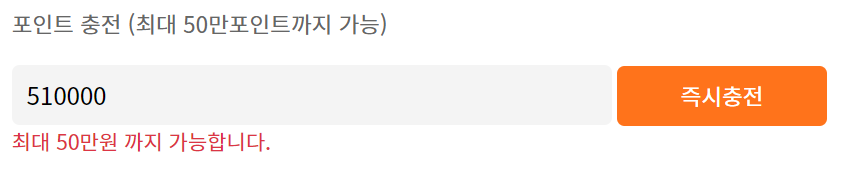 포인트 충전 (최대 50만포인트까지 가능)
510000 즉시충전
최대 50만원 까지 가능합니다.